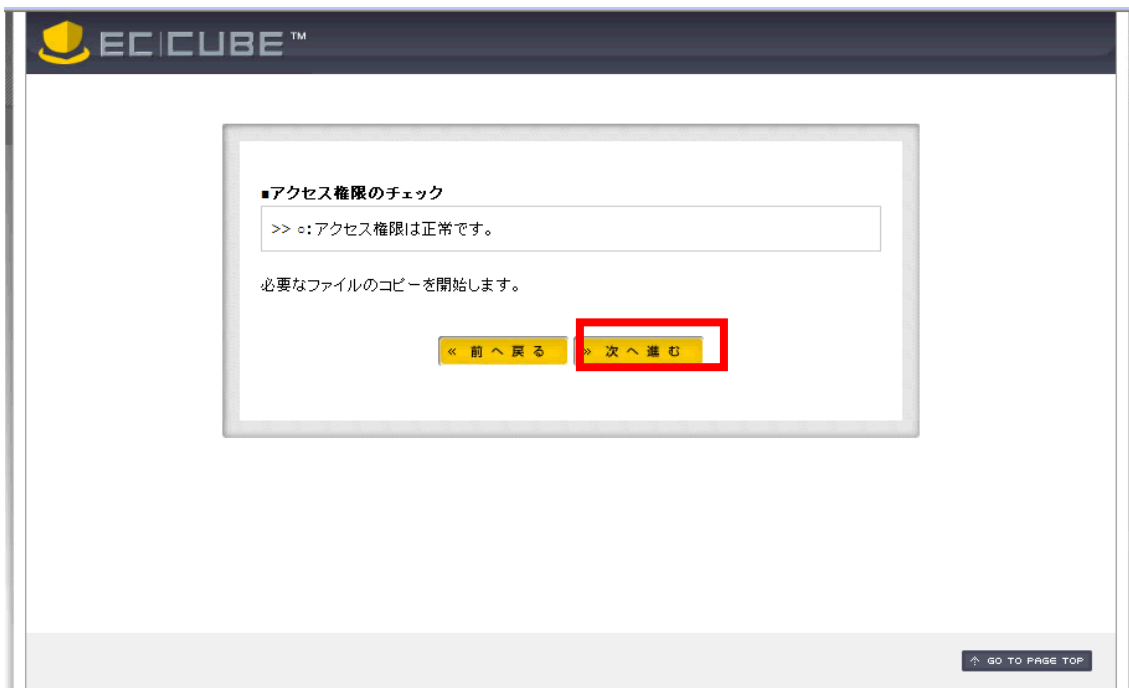 EC CUBE™
■アクセス権限のチェック
>> ○:アクセス権限は正常です。
必要なファイルのコピーを開始します。
« 前へ戻る
» 次へ進む
↑ GO TO PAGE TOP